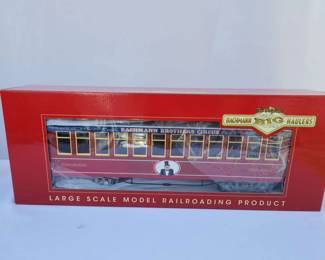 BACHMANN
BIG
HAULERS
BACHMANN BROTHERS CIRCUS
LARGE SCALE MODEL RAILROADING PRODUCT